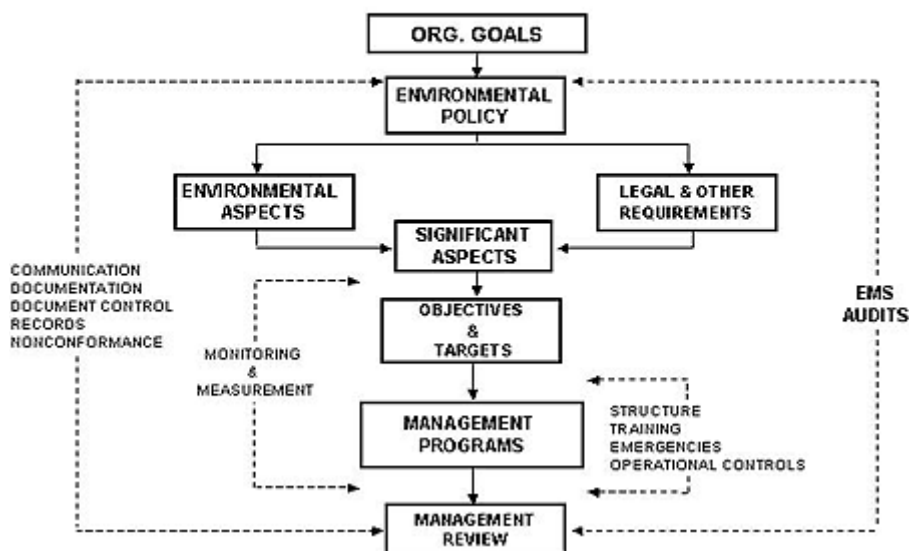 ORG. GOALS
ENVIRONMENTAL
POLICY
ENVIRONMENTAL
ASPECTS
LEGAL & OTHER
REQUIREMENTS
SIGNIFICANT
ASPECTS
COMMUNICATION
DOCUMENTATION
DOCUMENT CONTROL
RECORDS
NONCONFORMANCE
EMS
AUDITS
OBJECTIVES
&
TARGETS
MONITORING
&
MEASUREMENT
MANAGEMENT
PROGRAMS
STRUCTURE
TRAINING
EMERGENCIES
OPERATIONAL CONTROLS
MANAGEMENT
REVIEW